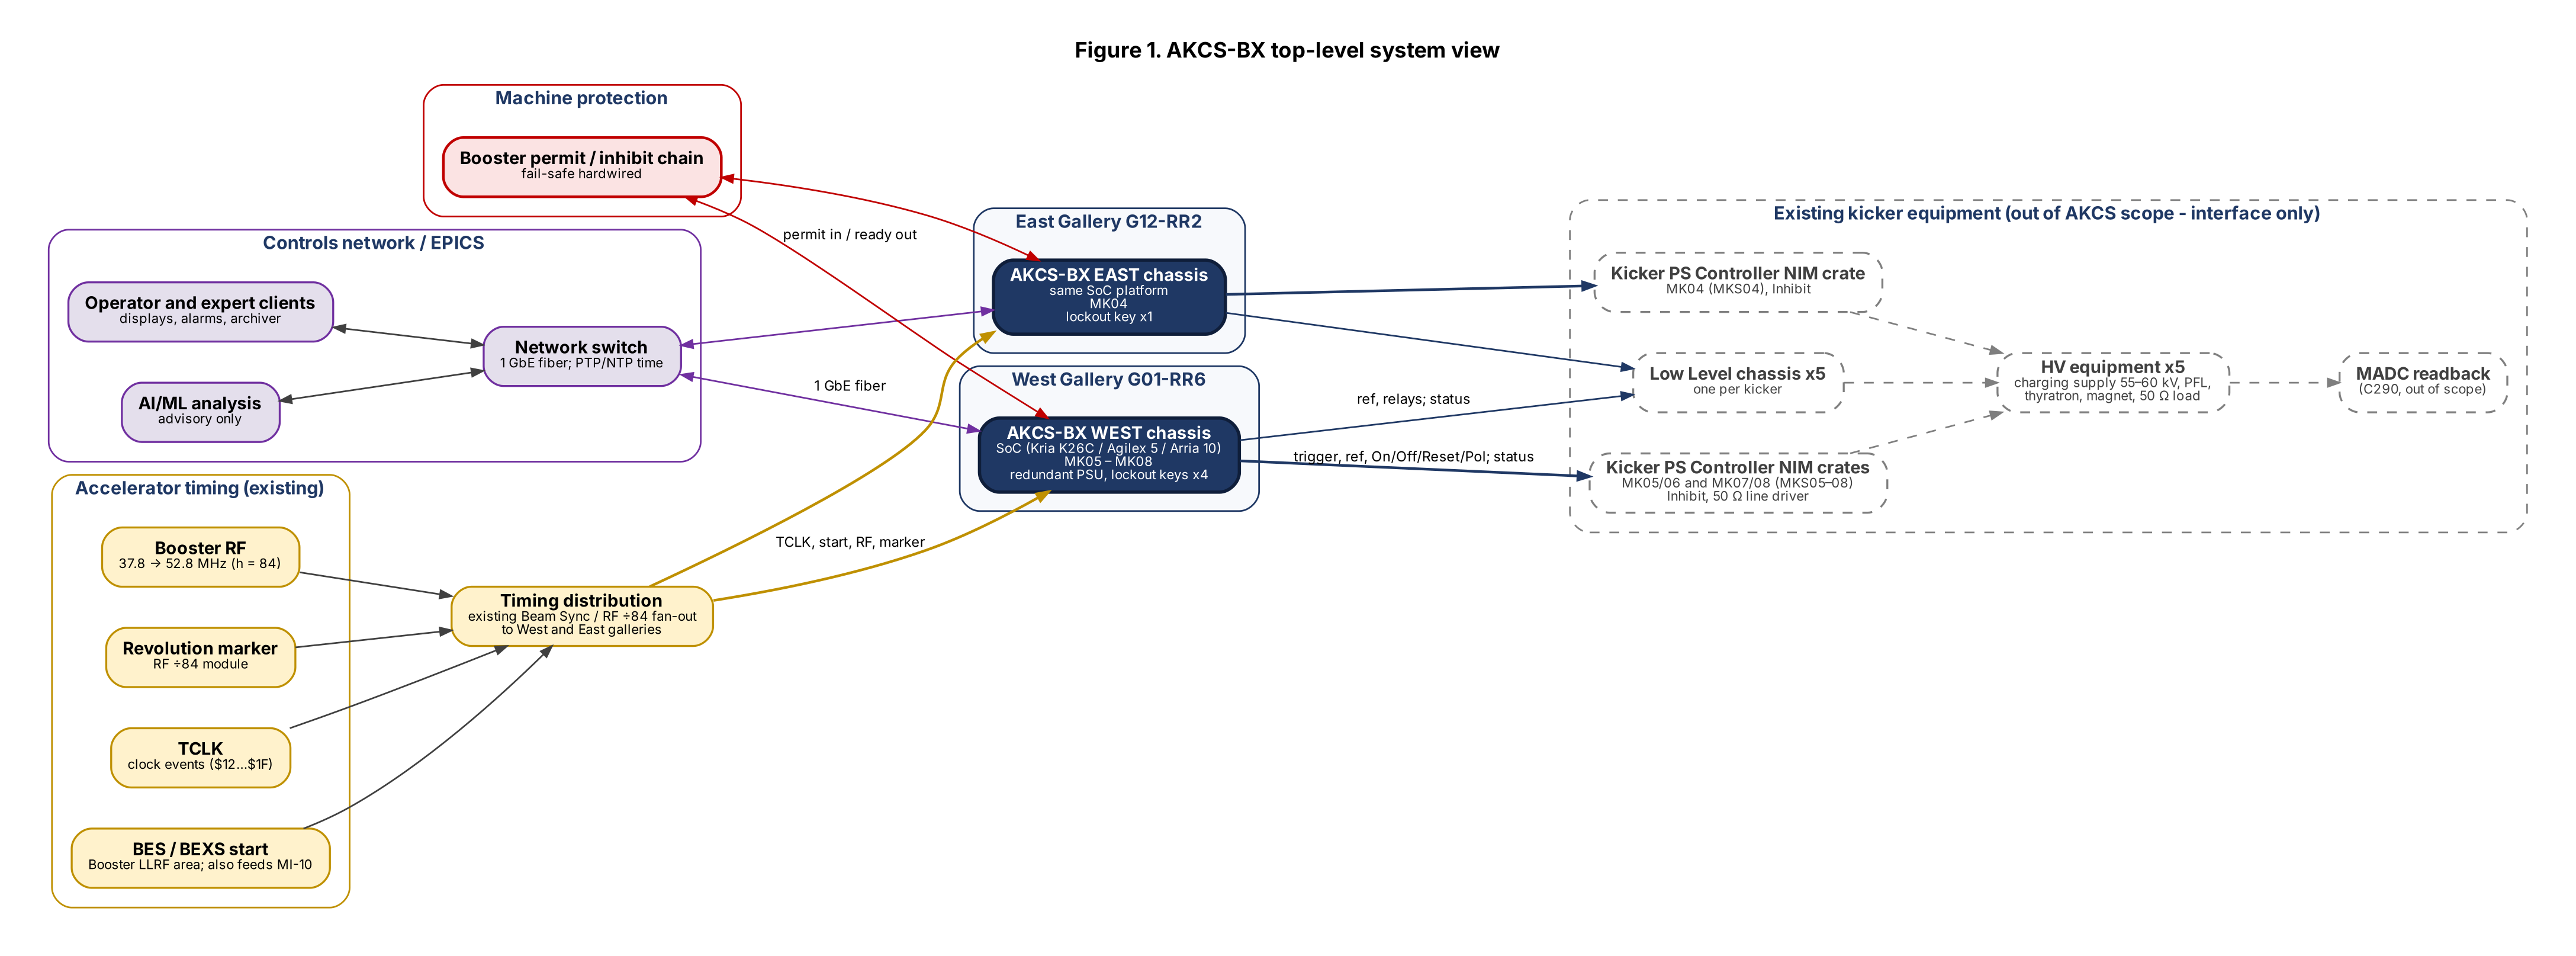 Figure 1. AKCS-BX top-level system view
Machine protection
Booster permit / inhibit chain
fail-safe hardwired
Controls network / EPICS
Operator and expert clients
displays, alarms, archiver
Network switch
1 GbE fiber; PTP/NTP time
AI/ML analysis
advisory only
Accelerator timing (existing)
Booster RF
37.8 → 52.8 MHz (h = 84)
Revolution marker
RF ÷84 module
TCLK
clock events ($12...$1F)
BES / BEXS start
Booster LLRF area; also feeds MI-10
Timing distribution
existing Beam Sync / RF ÷84 fan-out
to West and East galleries
permit in / ready out
1 GbE fiber
TCLK, start, RF, marker
East Gallery G12-RR2
AKCS-BX EAST chassis
same SoC platform
MK04
lockout key x1
West Gallery G01-RR6
AKCS-BX WEST chassis
SoC (Kria K26C / Agilex 5 / Arria 10)
MK05 – MK08
redundant PSU, lockout keys x4
ref, relays; status
trigger, ref, On/Off/Reset/Pol; status
Existing kicker equipment (out of AKCS scope - interface only)
Kicker PS Controller NIM crate
MK04 (MKS04), Inhibit
Low Level chassis x5
one per kicker
Kicker PS Controller NIM crates
MK05/06 and MK07/08 (MKS05–08)
Inhibit, 50 Ω line driver
HV equipment x5
charging supply 55–60 kV, PFL,
thyratron, magnet, 50 Ω load
MADC readback
(C290, out of scope)